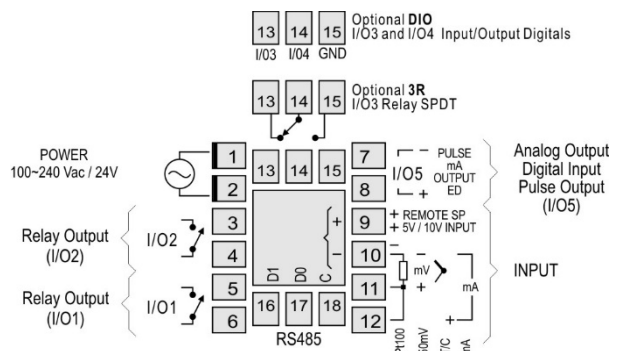 13 14 15
Optional DIO
I/O3 and I/O4 Input/Output Digitals
I/03 I/04 GND
13 14 15
Optional 3R
I/O3 Relay SPDT
POWER
100~240 Vac / 24V
1
2
Relay Output
(I/O2)
I/O2
3
4
Relay Output
(I/O1)
I/O1
5
6
13 14 15
+
−
D1 D0 C
16 17 18
RS485
7
8
9
10
11
12
I/O5
− PULSE
mA
OUTPUT
+ ED
Analog Output
Digital Input
Pulse Output
(I/O5)
+ REMOTE SP
+ 5V / 10V INPUT
−
mV
+
mA
+
INPUT
Pt100
T/C